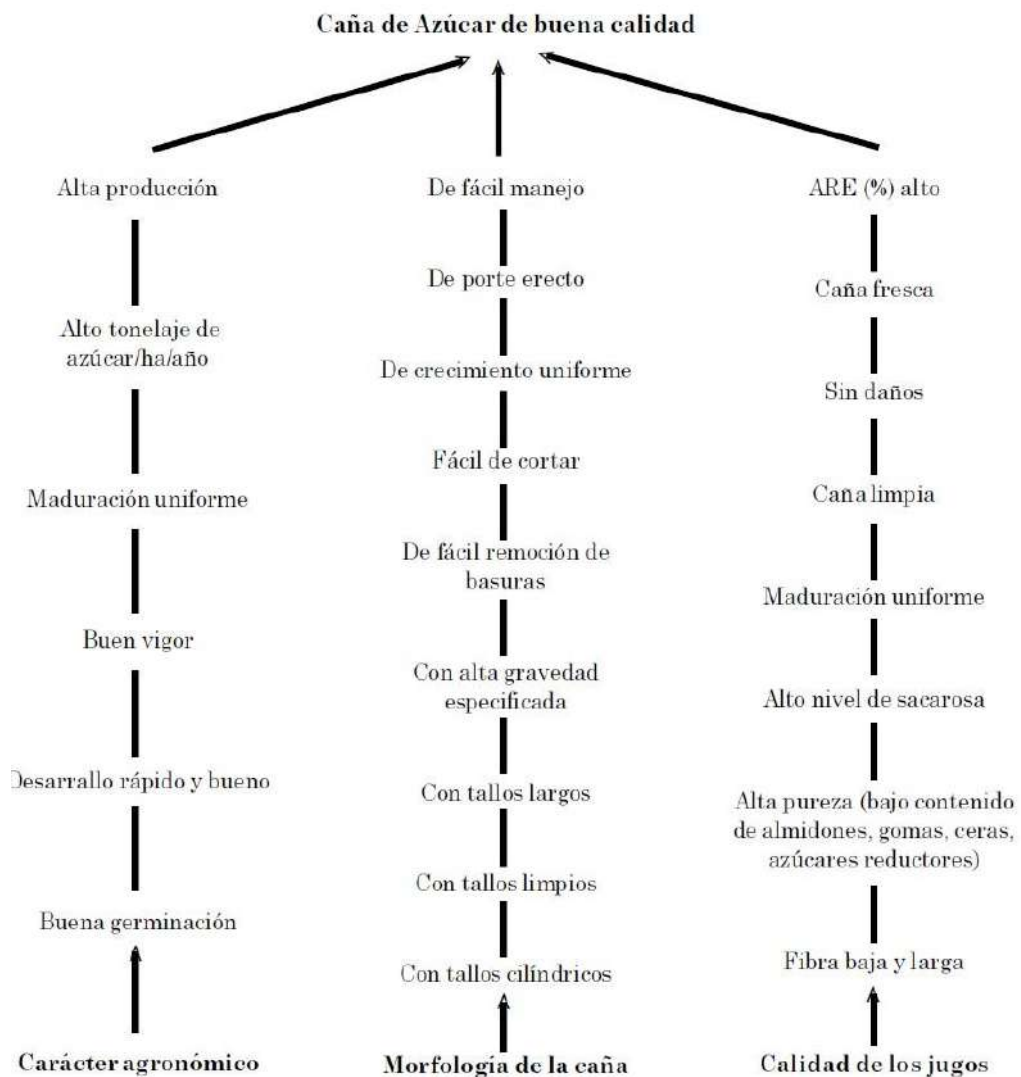 Caña de Azúcar de buena calidad
Alta producción
Alto tonelaje de
azúcar/ha/año
Maduración uniforme
Buen vigor
Desarrollo rápido y bueno
Buena germinación
Carácter agronómico
De fácil manejo
De porte erecto
De crecimiento uniforme
Fácil de cortar
De fácil remoción de
basuras
Con alta gravedad
especificada
Con tallos largos
Con tallos limpios
Con tallos cilíndricos
Morfología de la caña
ARE (%) alto
Caña fresca
Sin daños
Caña limpia
Maduración uniforme
Alto nivel de sacarosa
Alta pureza (bajo contenido
de almidones, gomas, ceras,
azúcares reductores)
Fibra baja y larga
Calidad de los jugos